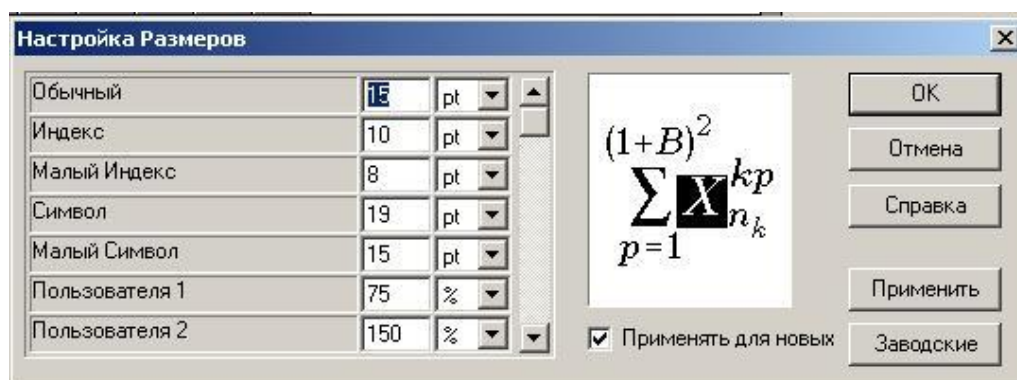 Настройка Размеров
Обычный 15 pt
Индекс 10 pt
Малый Индекс 8 pt
Символ 19 pt
Малый Символ 15 pt
Пользователя 1 75 %
Пользователя 2 150 %
(1+B)²
∑ X kp
n k
p=1
Применять для новых
OK
Отмена
Справка
Применить
Заводские